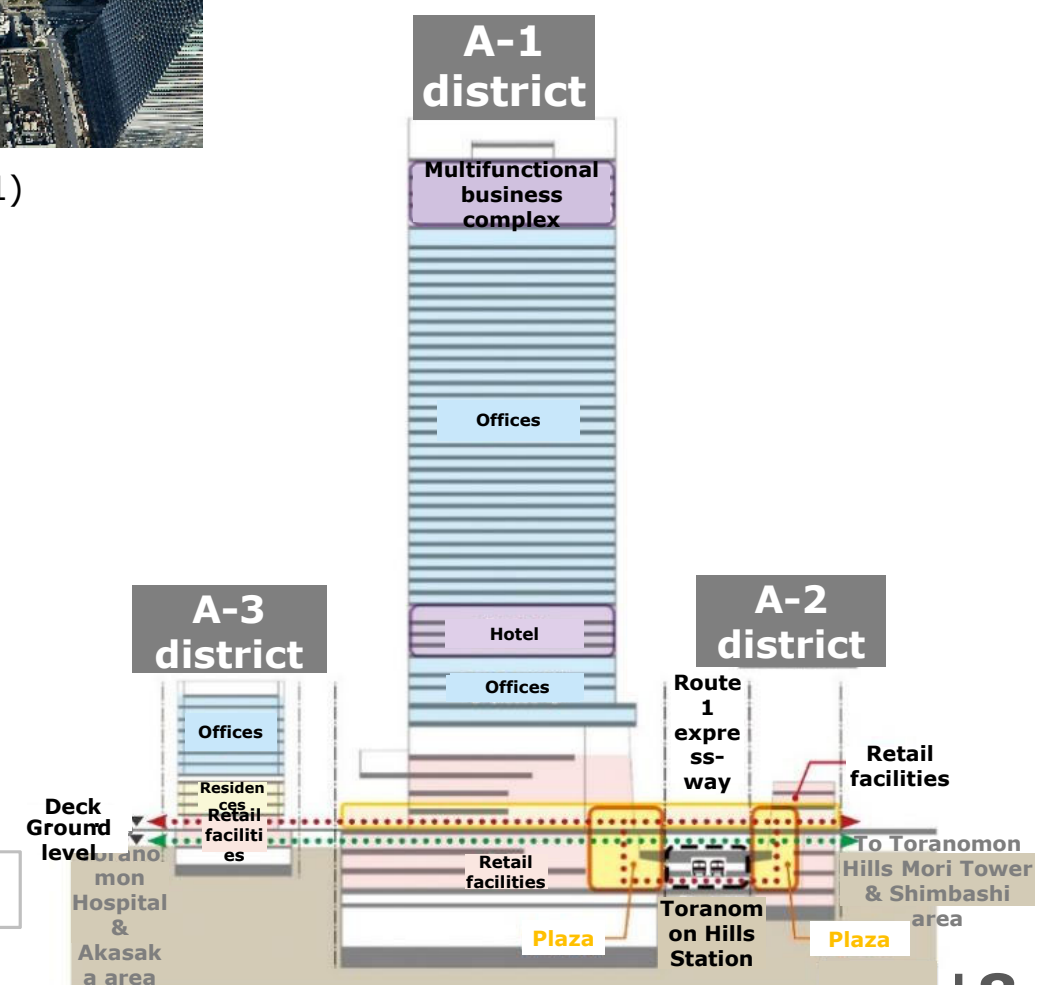 A-1
district
1)
Multifunctional
business
complex
Offices
Hotel
Offices
A-3
district
A-2
district
Route
1
expre
ss-
way
Offices
Residen
ces
Retail
faciliti
es
Retail
facilities
Deck
Ground
level
Retail
facilities
mon
Hospital
&
Akasak
a area
Toranom
on Hills
Station
Plaza
Plaza
To Toranomon
Hills Mori Tower
& Shimbashi
area